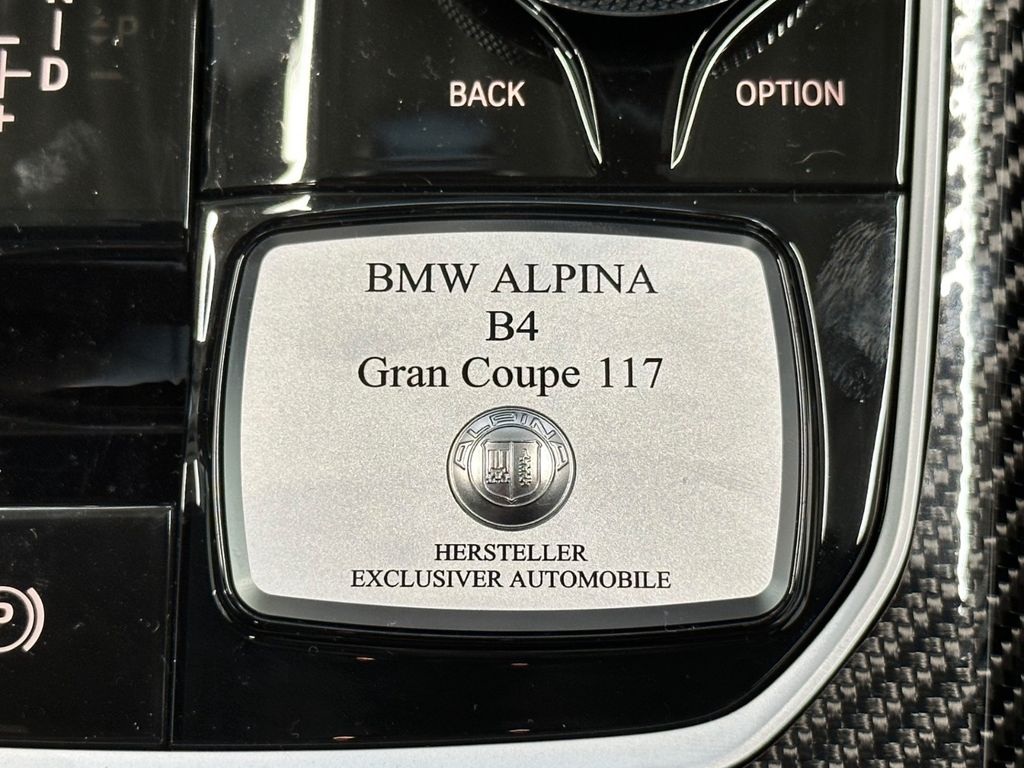 N
P
D
+
BACK
OPTION
BMW ALPINA
B4
Gran Coupe 117
ALPINA
HERSTELLER
EXCLUSIVER AUTOMOBILE
P